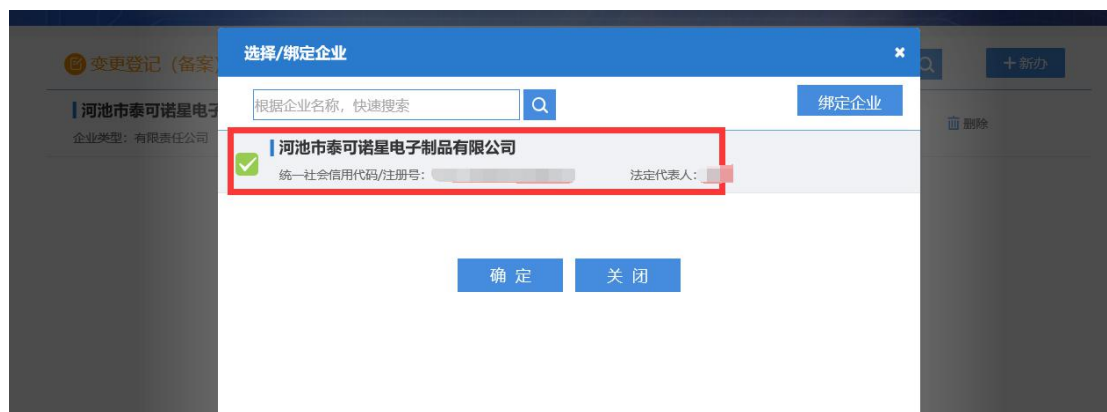 选择/绑定企业
变更登记（备案）
+新办
根据企业名称，快速搜索
绑定企业
河池市泰可诺星电子
企业类型：有限责任公司
删除
河池市泰可诺星电子制品有限公司
统一社会信用代码/注册号： 法定代表人：
确 定 关 闭